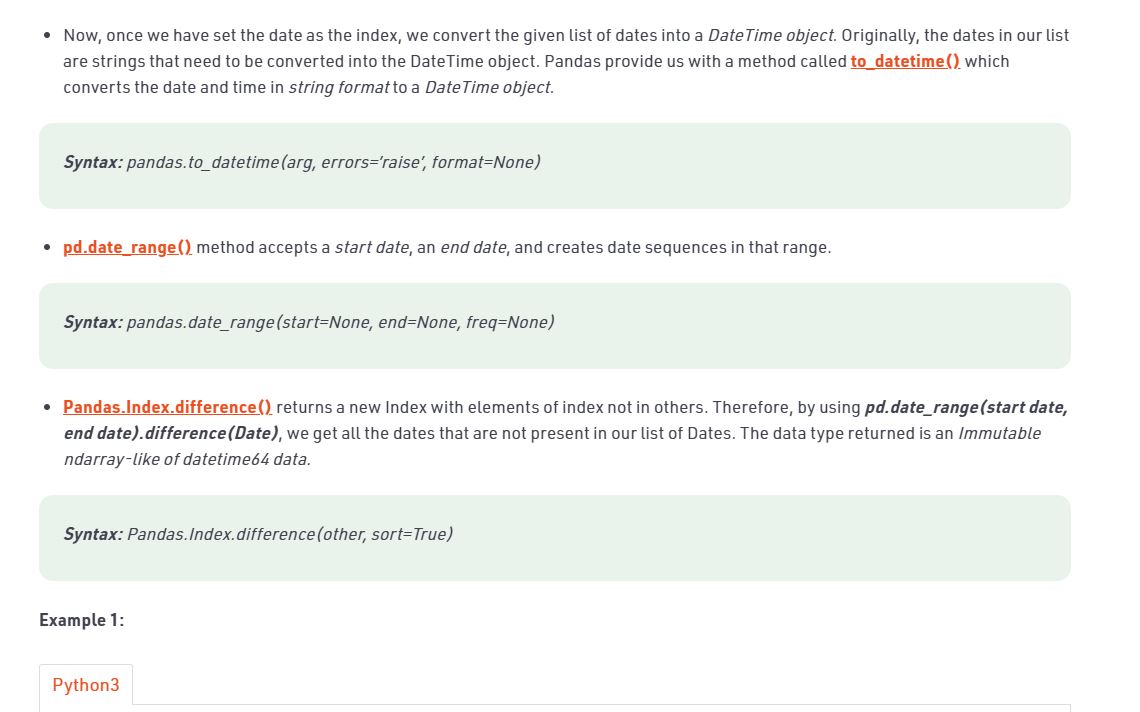 • Now, once we have set the date as the index, we convert the given list of dates into a DateTime object. Originally, the dates in our list
are strings that need to be converted into the DateTime object. Pandas provide us with a method called to_datetime() which
converts the date and time in string format to a DateTime object.
Syntax: pandas.to_datetime(arg, errors=’raise’, format=None)
• pd.date_range() method accepts a start date, an end date, and creates date sequences in that range.
Syntax: pandas.date_range(start=None, end=None, freq=None)
• Pandas.Index.difference() returns a new Index with elements of index not in others. Therefore, by using pd.date_range(start date,
end date).difference(Date), we get all the dates that are not present in our list of Dates. The data type returned is an Immutable
ndarray-like of datetime64 data.
Syntax: Pandas.Index.difference(other, sort=True)
Example 1:
Python3